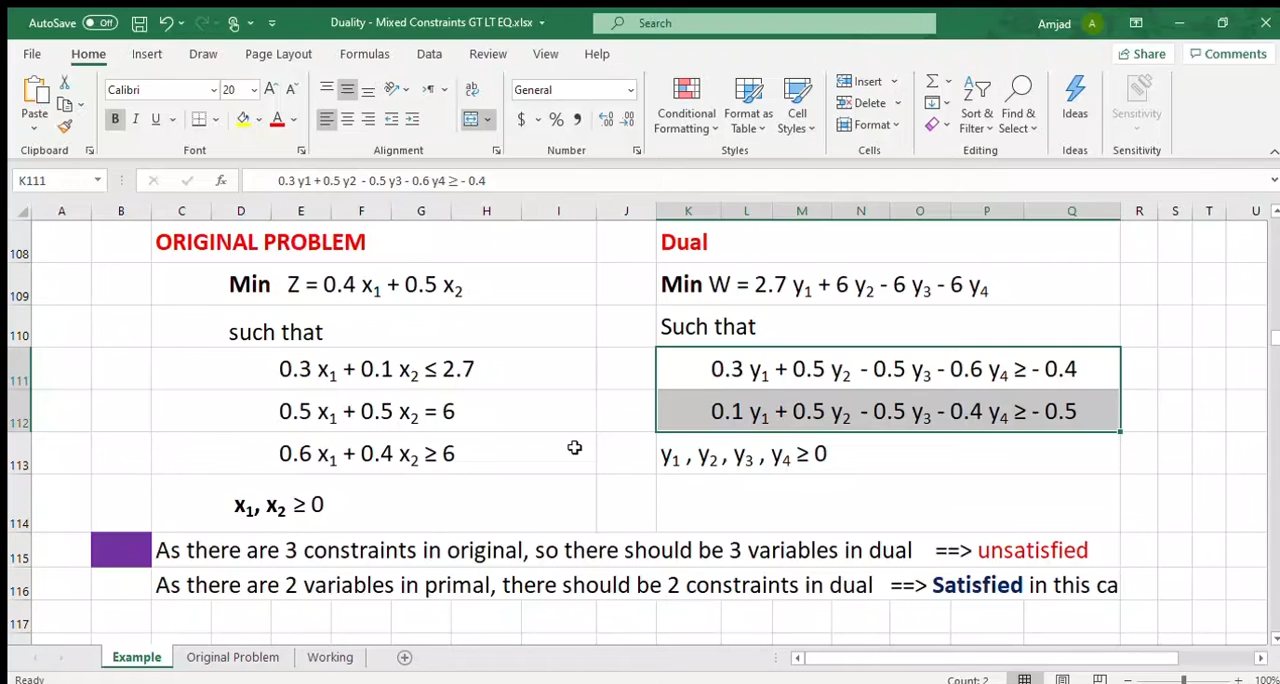 AutoSave Off Duality - Mixed Constraints GT LT EQ.xlsx Search Amjad A
File Home Insert Draw Page Layout Formulas Data Review View Help Share Comments
Calibri 20 A A ab General Insert Σ
Paste B I U A $ % Conditional Formatting Format as Table Cell Styles Delete Format Sort & Filter Find & Select Ideas Sensitivity
Clipboard Font Alignment Number Styles Cells Editing Ideas Sensitivity
K111 fx 0.3 y1 + 0.5 y2 - 0.5 y3 - 0.6 y4 ≥ - 0.4
A B C D E F G H I J K L M N O P Q R S T U
108 ORIGINAL PROBLEM Dual
109 Min Z = 0.4 x₁ + 0.5 x₂ Min W = 2.7 y₁ + 6 y₂ - 6 y₃ - 6 y₄
110 such that Such that
111 0.3 x₁ + 0.1 x₂ ≤ 2.7 0.3 y₁ + 0.5 y₂ - 0.5 y₃ - 0.6 y₄ ≥ - 0.4
112 0.5 x₁ + 0.5 x₂ = 6 0.1 y₁ + 0.5 y₂ - 0.5 y₃ - 0.4 y₄ ≥ - 0.5
113 0.6 x₁ + 0.4 x₂ ≥ 6 y₁ , y₂ , y₃ , y₄ ≥ 0
114 x₁, x₂ ≥ 0
115 As there are 3 constraints in original, so there should be 3 variables in dual ==> unsatisfied
116 As there are 2 variables in primal, there should be 2 constraints in dual ==> Satisfied in this ca
117
Example Original Problem Working
Ready Count: 2 100%